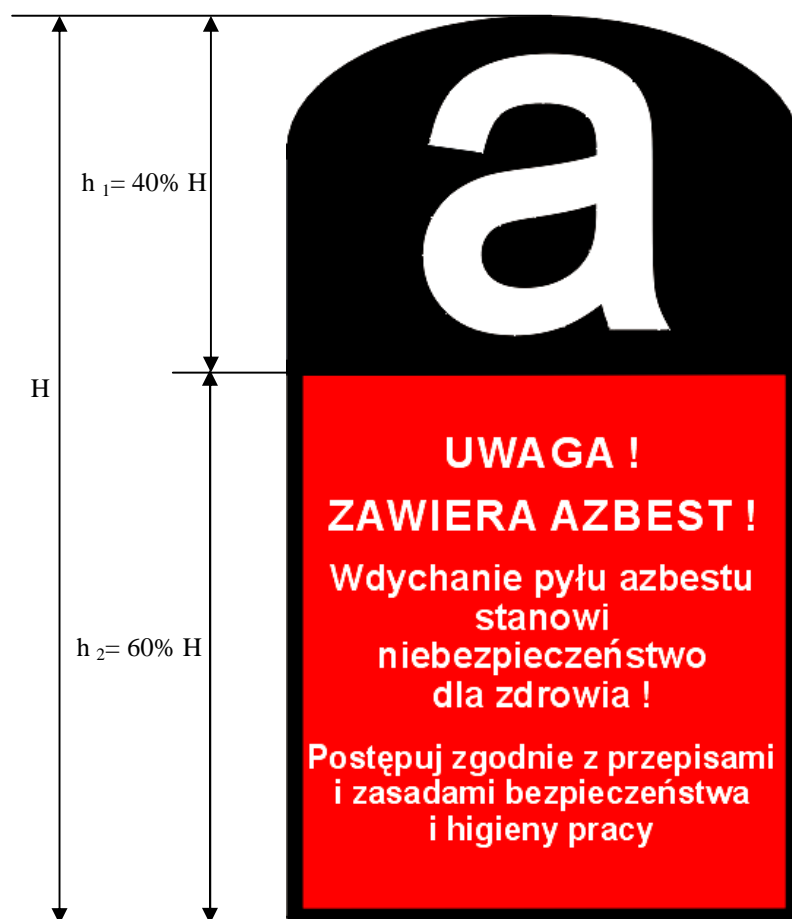 a
h 1= 40% H
H
h 2= 60% H
UWAGA !
ZAWIERA AZBEST !
Wdychanie pyłu azbestu
stanowi
niebezpieczeństwo
dla zdrowia !
Postępuj zgodnie z przepisami
i zasadami bezpieczeństwa
i higieny pracy